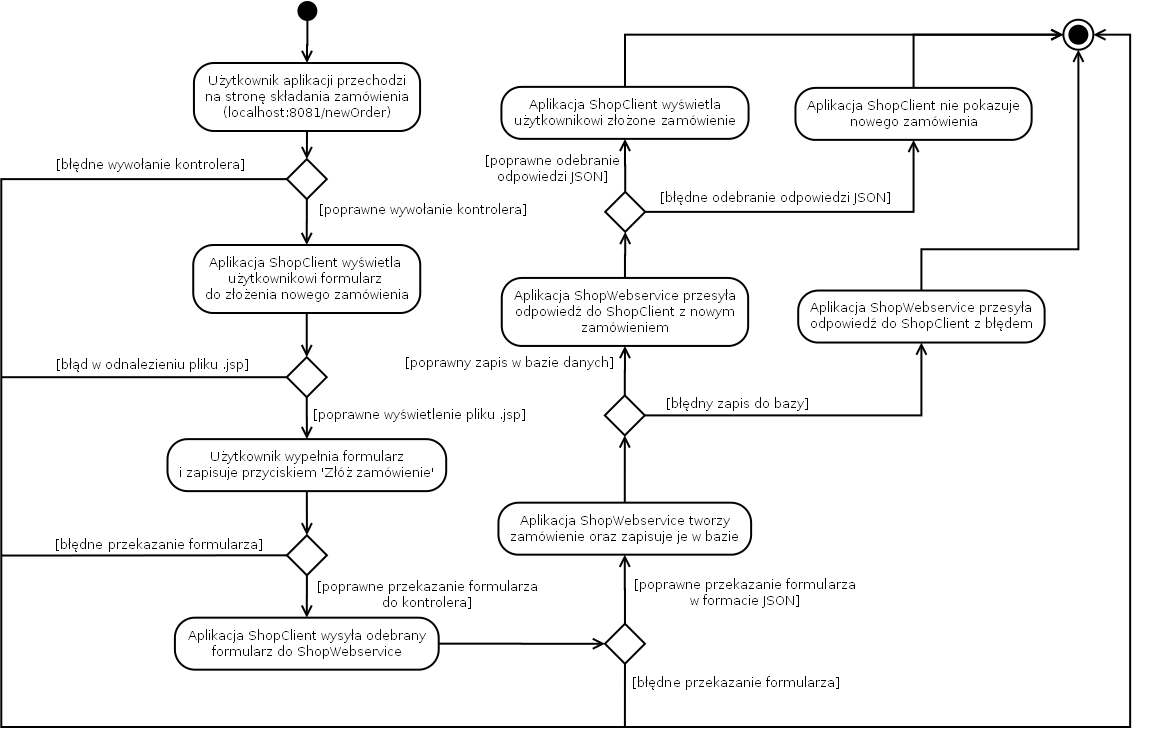 Użytkownik aplikacji przechodzi
na stronę składania zamówienia
(localhost:8081/newOrder)
[błędne wywołanie kontrolera]
[poprawne wywołanie kontrolera]
Aplikacja ShopClient wyświetla
użytkownikowi formularz
do złożenia nowego zamówienia
[błąd w odnalezieniu pliku .jsp]
[poprawne wyświetlenie pliku .jsp]
Użytkownik wypełnia formularz
i zapisuje przyciskiem 'Złóż zamówienie'
[błędne przekazanie formularza]
[poprawne przekazanie formularza
do kontrolera]
Aplikacja ShopClient wysyła odebrany
formularz do ShopWebservice
[błędne przekazanie formularza]
[poprawne przekazanie formularza
w formacie JSON]
Aplikacja ShopWebservice tworzy
zamówienie oraz zapisuje je w bazie
[błędny zapis do bazy]
[poprawny zapis w bazie danych]
Aplikacja ShopWebservice przesyła
odpowiedź do ShopClient z nowym
zamówieniem
Aplikacja ShopWebservice przesyła
odpowiedź do ShopClient z błędem
[błędne odebranie odpowiedzi JSON]
[poprawne odebranie
odpowiedzi JSON]
Aplikacja ShopClient wyświetla
użytkownikowi złożone zamówienie
Aplikacja ShopClient nie pokazuje
nowego zamówienia